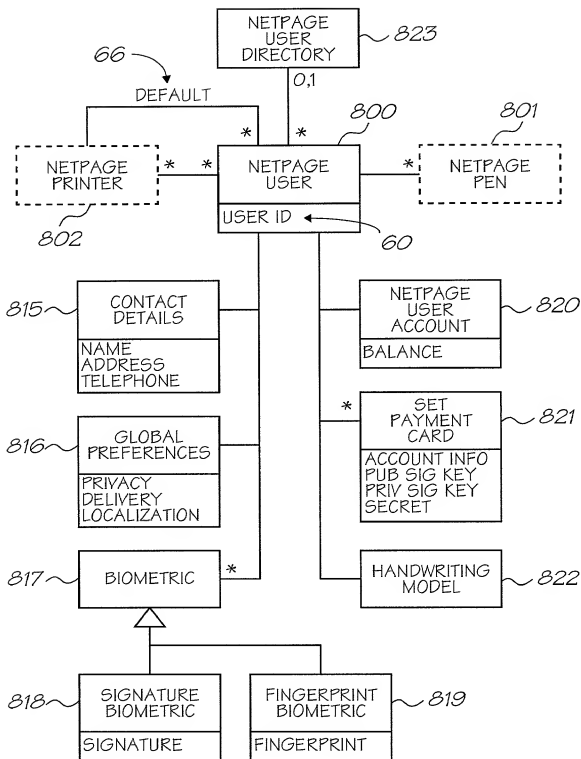 NETPAGE
USER
DIRECTORY
823
66
DEFAULT
0,1
*
*
800
801
NETPAGE
PRINTER
*
*
NETPAGE
USER
*
NETPAGE
PEN
802
USER ID
60
815
CONTACT
DETAILS
NAME
ADDRESS
TELEPHONE
NETPAGE
USER
ACCOUNT
820
BALANCE
816
GLOBAL
PREFERENCES
PRIVACY
DELIVERY
LOCALIZATION
*
SET
PAYMENT
CARD
821
ACCOUNT INFO
PUB SIG KEY
PRIV SIG KEY
SECRET
817
BIOMETRIC
*
HANDWRITING
MODEL
822
818
SIGNATURE
BIOMETRIC
SIGNATURE
FINGERPRINT
BIOMETRIC
819
FINGERPRINT